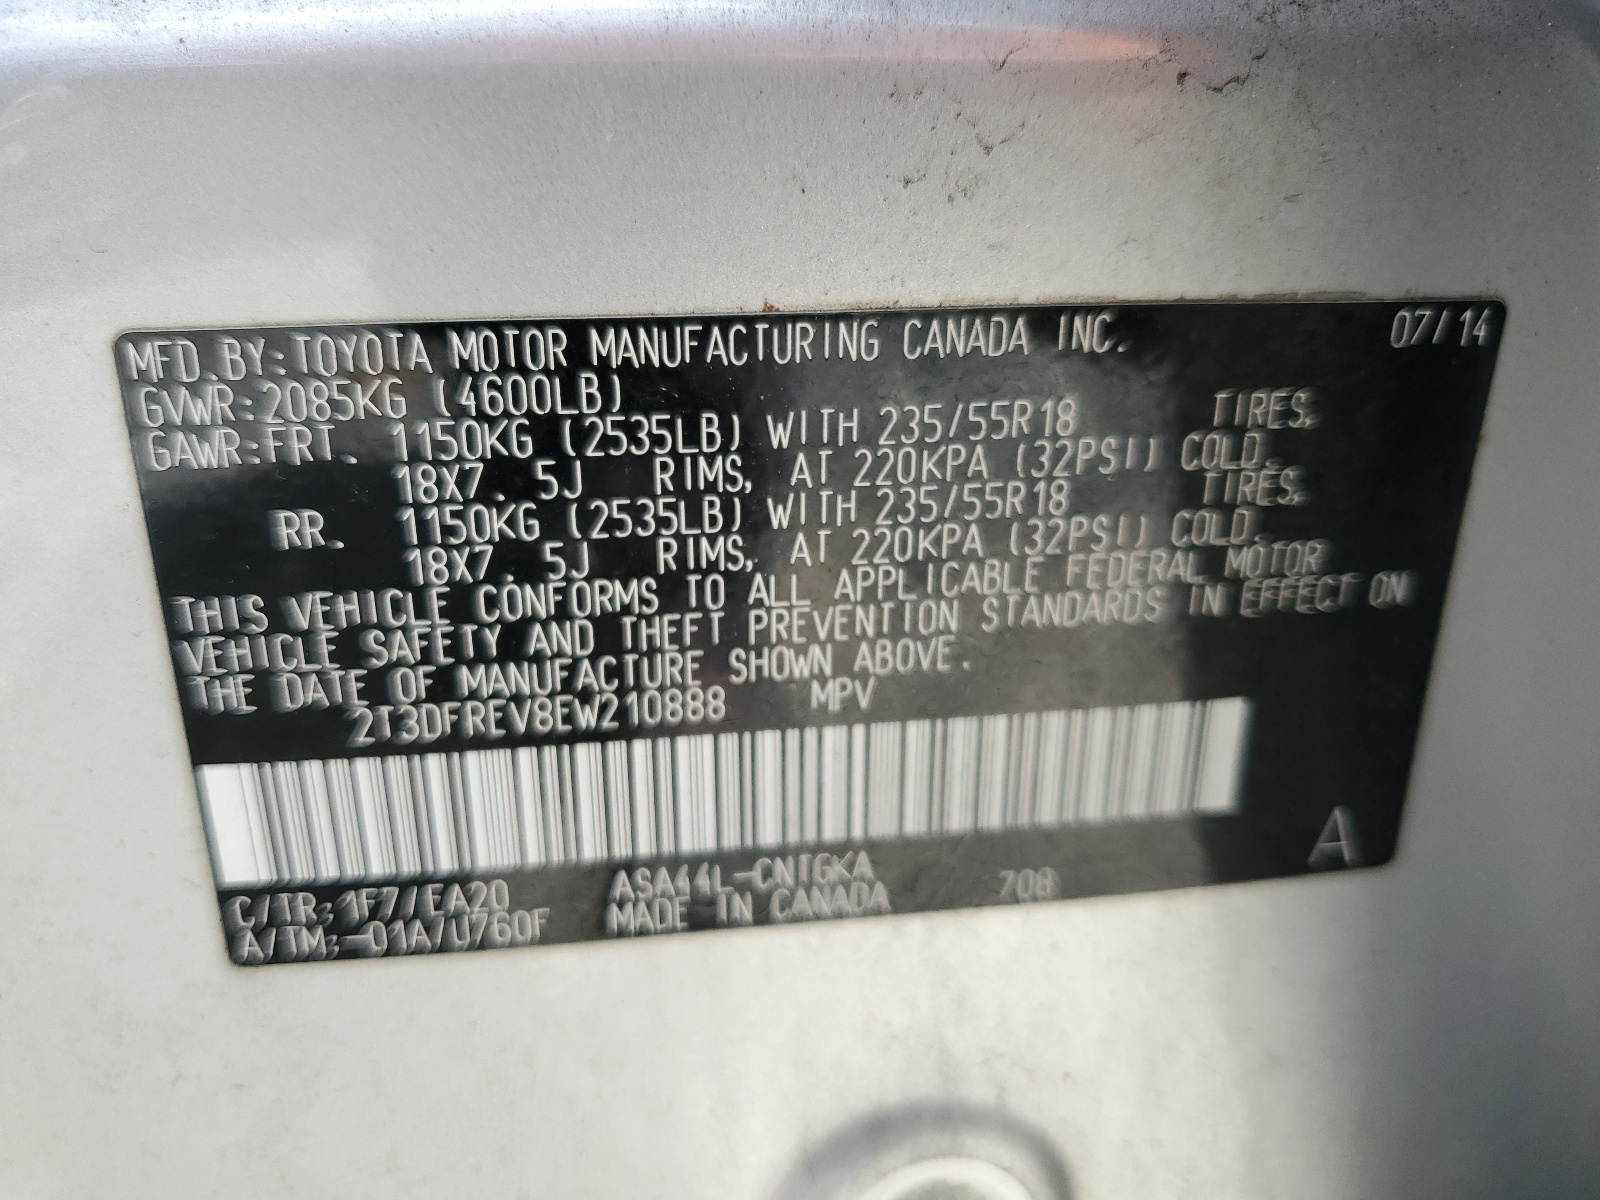 MFD.BY:TOYOTA MOTOR MANUFACTURING CANADA INC. 07/14
GVWR:2085KG (4600LB)
GAWR:FRT. 1150KG (2535LB) WITH 235/55R18 TIRES,
18X7.5J RIMS, AT 220KPA (32PSI) COLD.
RR. 1150KG (2535LB) WITH 235/55R18 TIRES,
18X7.5J RIMS, AT 220KPA (32PSI) COLD.
THIS VEHICLE CONFORMS TO ALL APPLICABLE FEDERAL MOTOR
VEHICLE SAFETY AND THEFT PREVENTION STANDARDS IN EFFECT ON
THE DATE OF MANUFACTURE SHOWN ABOVE.
2T3DFREV8EW210888 MPV
A
C/TR:1F7/EA20 ASA44L-CNTGKA 708
A/TM:-01A/U760F MADE IN CANADA